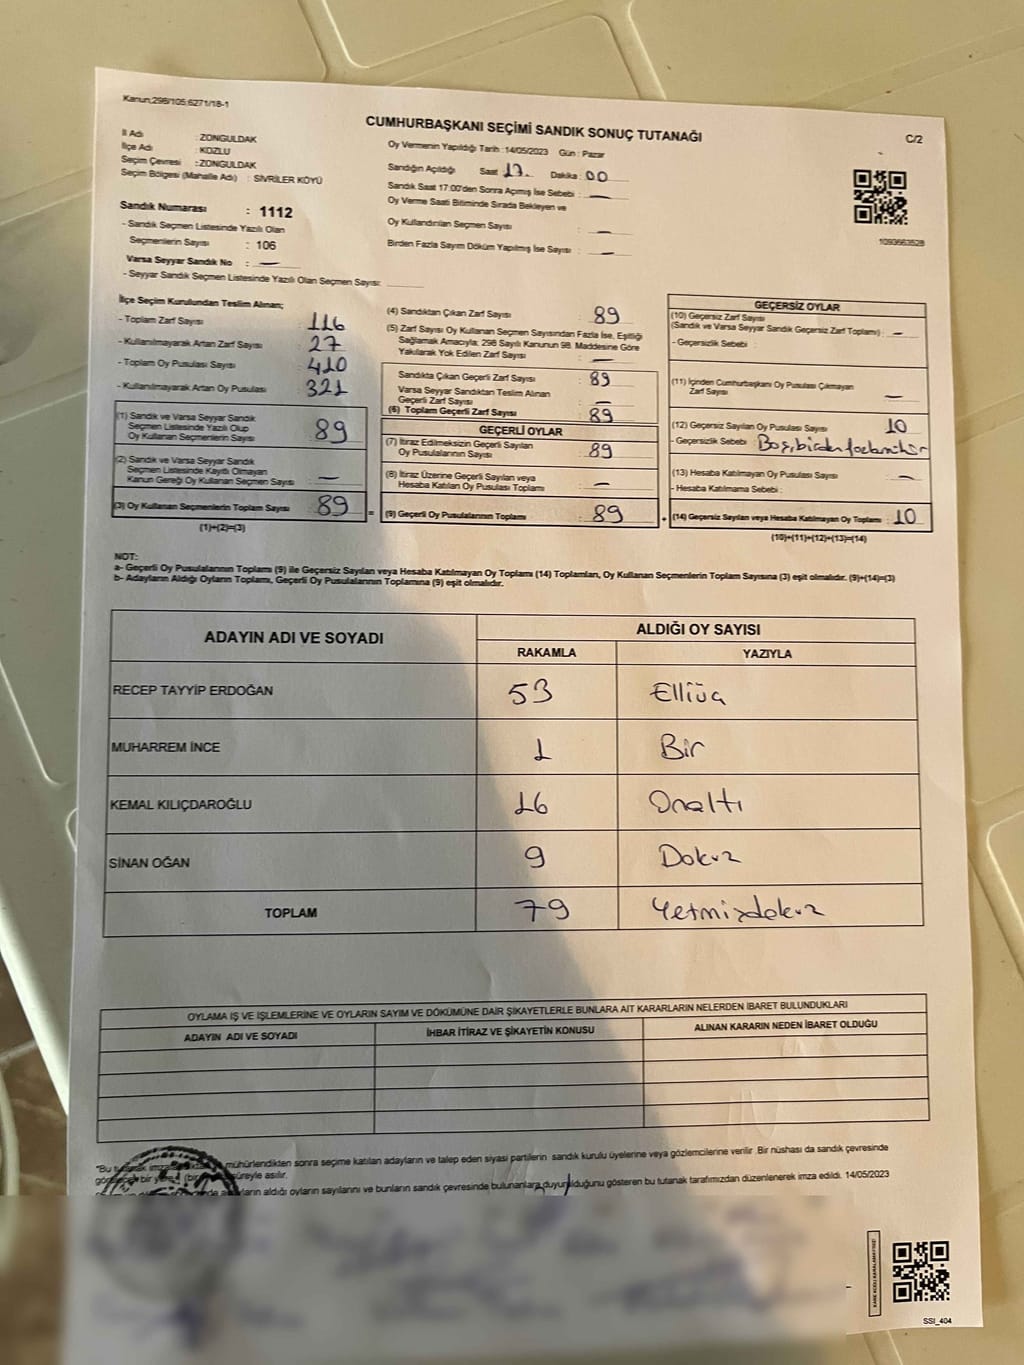 Kanun;298/105;6271/18-1
CUMHURBAŞKANI SEÇİMİ SANDIK SONUÇ TUTANAĞI
C/2
İl Adı : ZONGULDAK
İlçe Adı : KOZLU
Seçim Çevresi : ZONGULDAK
Seçim Bölgesi (Mahalle Adı) : SİVRİLER KÖYÜ
Oy Vermenin Yapıldığı Tarih : 14/05/2023 Gün : Pazar
Sandığın Açıldığı Saat : 17. Dakika : 00
Sandık Saat 17:00'den Sonra Açımış İse Sebebi : —
Oy Verme Saati Bitiminde Sırada Bekleyen ve
Oy Kullandırılan Seçmen Sayısı : —
Birden Fazla Sayım Döküm Yapılmış İse Sayısı : —
1093663528
Sandık Numarası : 1112
- Sandık Seçmen Listesinde Yazılı Olan
Seçmenlerin Sayısı : 106
Varsa Seyyar Sandık No : —
- Seyyar Sandık Seçmen Listesinde Yazılı Olan Seçmen Sayısı:
İlçe Seçim Kurulundan Teslim Alınan;
- Toplam Zarf Sayısı : 116
- Kullanılmayarak Artan Zarf Sayısı : 27
- Toplam Oy Pusulası Sayısı : 410
- Kullanılmayarak Artan Oy Pusulası : 321
(1) Sandık ve Varsa Seyyar Sandık
Seçmen Listesinde Yazılı Olup
Oy Kullanan Seçmenlerin Sayısı : 89
(2) Sandık ve Varsa Seyyar Sandık
Seçmen Listesinde Kayıtlı Olmayan
Kanun Gereği Oy Kullanan Seçmen Sayısı : —
(3) Oy Kullanan Seçmenlerin Toplam Sayısı : 89 =
(1)+(2)=(3)
(4) Sandıktan Çıkan Zarf Sayısı : 89
(5) Zarf Sayısı Oy Kullanan Seçmen Sayısından Fazla İse, Eşitliği
Sağlamak Amacıyla; 298 Sayılı Kanunun 98. Maddesine Göre
Yakılarak Yok Edilen Zarf Sayısı : —
Sandıkta Çıkan Geçerli Zarf Sayısı : 89
Varsa Seyyar Sandıktan Teslim Alınan
Geçerli Zarf Sayısı : —
(6) Toplam Geçerli Zarf Sayısı : 89
GEÇERLİ OYLAR
(7) İtiraz Edilmeksizin Geçerli Sayılan
Oy Pusulalarının Sayısı : 89
(8) İtiraz Üzerine Geçerli Sayılan veya
Hesaba Katılan Oy Pusulası Toplamı : —
(9) Geçerli Oy Pusulalarının Toplamı : 89 +
GEÇERSİZ OYLAR
(10) Geçersiz Zarf Sayısı
(Sandık ve Varsa Seyyar Sandık Geçersiz Zarf Toplamı) : —
- Geçersizlik Sebebi :
(11) İçinden Cumhurbaşkanı Oy Pusulası Çıkmayan
Zarf Sayısı : —
(12) Geçersiz Sayılan Oy Pusulası Sayısı : 10
- Geçersizlik Sebebi : Boş, birden fazla mühür
(13) Hesaba Katılmayan Oy Pusulası Sayısı : —
- Hesaba Katılmama Sebebi :
(14) Geçersiz Sayılan veya Hesaba Katılmayan Oy Toplamı : 10
(10)+(11)+(12)+(13)=(14)
NOT:
a- Geçerli Oy Pusulalarının Toplamı (9) ile Geçersiz Sayılan veya Hesaba Katılmayan Oy Toplamı (14) Toplamları, Oy Kullanan Seçmenlerin Toplam Sayısına (3) eşit olmalıdır. (9)+(14)=(3)
b- Adayların Aldığı Oyların Toplamı, Geçerli Oy Pusulalarının Toplamına (9) eşit olmalıdır.
ADAYIN ADI VE SOYADI
ALDIĞI OY SAYISI
RAKAMLA YAZIYLA
RECEP TAYYİP ERDOĞAN 53 Elliüç
MUHARREM İNCE 1 Bir
KEMAL KILIÇDAROĞLU 16 Onaltı
SİNAN OĞAN 9 Dokuz
TOPLAM 79 Yetmişdokuz
OYLAMA İŞ VE İŞLEMLERİNE VE OYLARIN SAYIM VE DÖKÜMÜNE DAİR ŞİKAYETLERLE BUNLARA AİT KARARLARIN NELERDEN İBARET BULUNDUKLARI
ADAYIN ADI VE SOYADI İHBAR İTİRAZ VE ŞİKAYETİN KONUSU ALINAN KARARIN NEDEN İBARET OLDUĞU
"Bu tutanak mühürlendikten sonra seçime katılan adayların ve talep eden siyasi partilerin sandık kurulu üyelerine veya gözlemcilerine verilir. Bir nüshası da sandık çevresinde
bir süreyle asılır.
aldığı oyların sayılarını ve bunların sandık çevresinde bulunanlara duyurulduğunu gösteren bu tutanak tarafımızdan düzenlenerek imza edildi. 14/05/2023
KARE KODU KARALAMAYINIZ!
SSI_404